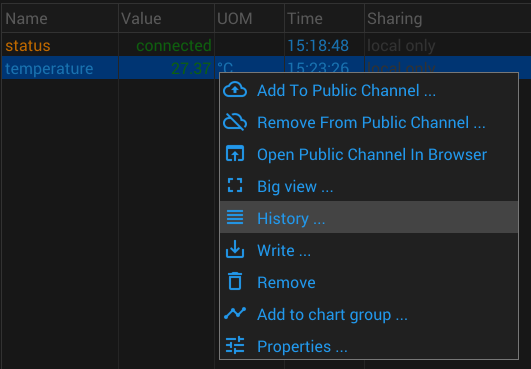 Name Value UOM Time Sharing
status connected 15:18:48 local only
temperature 27.37 °C 15:23:26 local only
Add To Public Channel ...
Remove From Public Channel ...
Open Public Channel In Browser
Big view ...
History ...
Write ...
Remove
Add to chart group ...
Properties ...